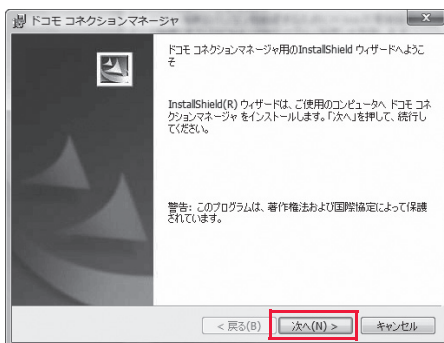 ドコモ コネクションマネージャ
ドコモ コネクションマネージャ用のInstallShield ウィザードへようこ
そ
InstallShield(R) ウィザードは、ご使用のコンピュータへ ドコモ コネ
クションマネージャ をインストールします。「次へ」を押して、続行し
てください。
警告: このプログラムは、著作権法および国際協定によって保護
されています。
< 戻る(B)
次へ(N) >
キャンセル